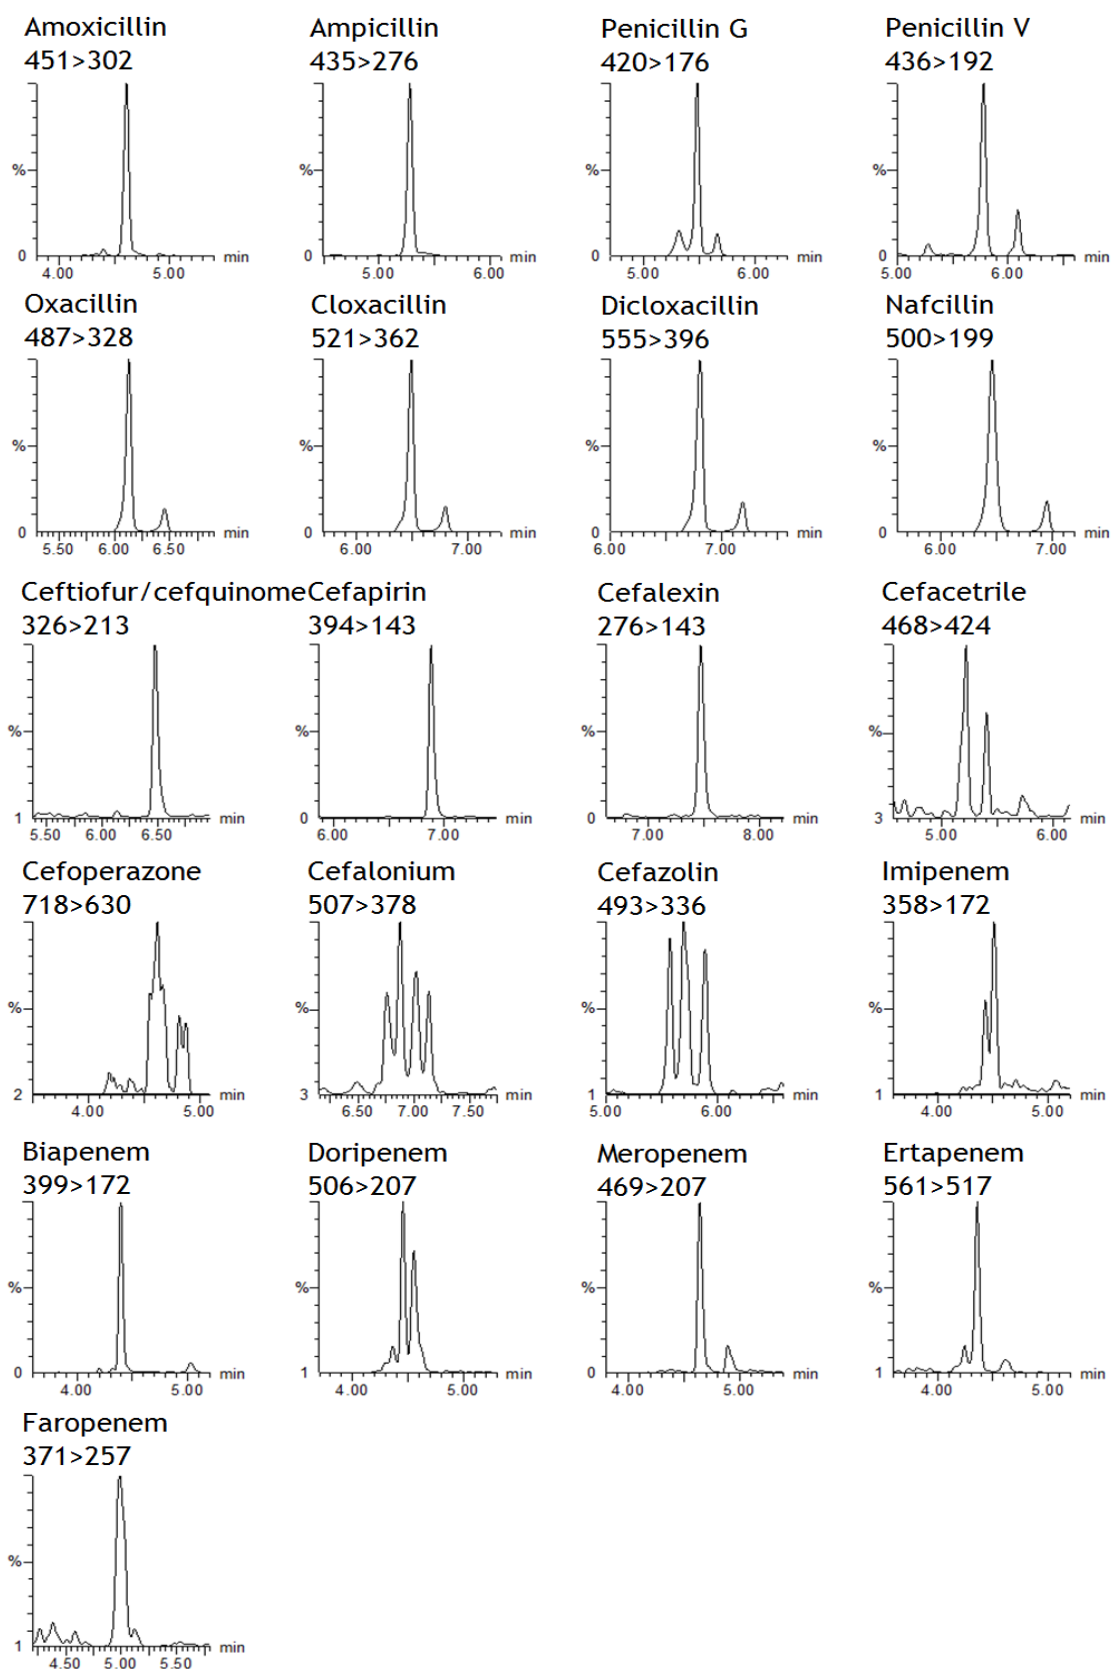 Amoxicillin Ampicillin Penicillin G Penicillin V
451>302 435>276 420>176 436>192
% % % %
0 0 0 0
4.00 5.00 min 5.00 6.00 min 5.00 6.00 min 5.00 6.00 min
Oxacillin Cloxacillin Dicloxacillin Nafcillin
487>328 521>362 555>396 500>199
% % % %
0 0 0 0
5.50 6.00 6.50 min 6.00 7.00 min 6.00 7.00 min 6.00 7.00 min
Ceftiofur/cefquinome Cefapirin Cefalexin Cefacetrile
326>213 394>143 276>143 468>424
% % % %
1 0 0 3
5.50 6.00 6.50 min 6.00 7.00 min 7.00 8.00 min 5.00 6.00 min
Cefoperazone Cefalonium Cefazolin Imipenem
718>630 507>378 493>336 358>172
% % % %
2 3 1 1
4.00 5.00 min 6.50 7.00 7.50 min 5.00 6.00 min 4.00 5.00 min
Biapenem Doripenem Meropenem Ertapenem
399>172 506>207 469>207 561>517
% % % %
0 1 0 1
4.00 5.00 min 4.00 5.00 min 4.00 5.00 min 4.00 5.00 min
Faropenem
371>257
%
1
4.50 5.00 5.50 min